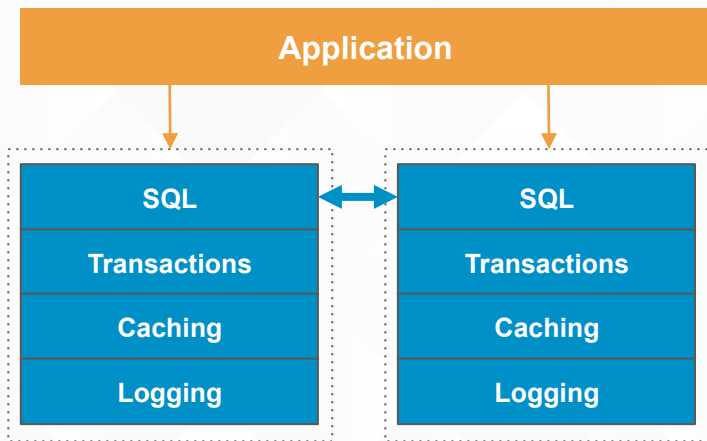 Application
SQL
Transactions
Caching
Logging
SQL
Transactions
Caching
Logging